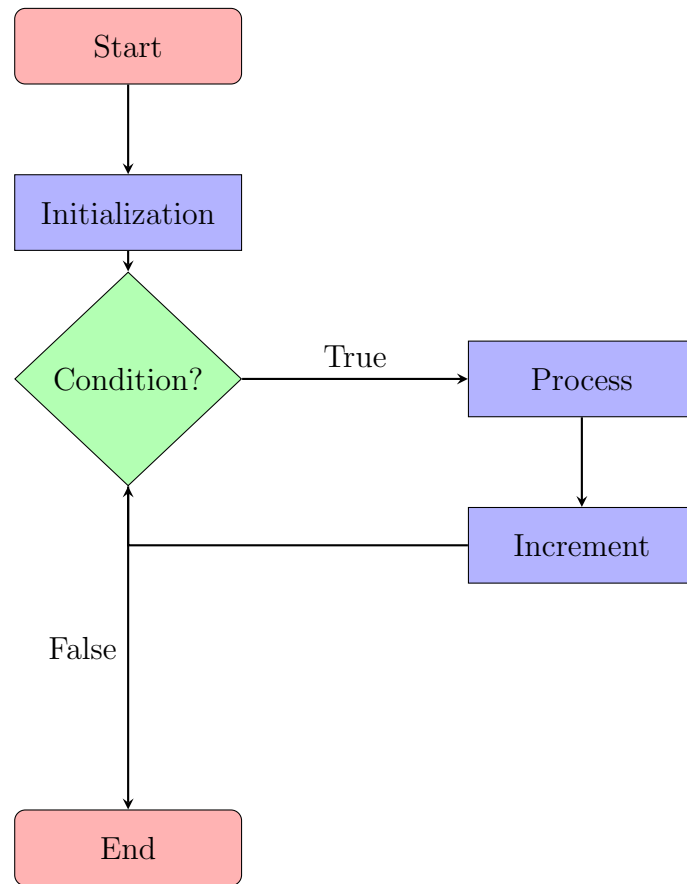 Start
Initialization
Condition?
True
Process
Increment
False
End